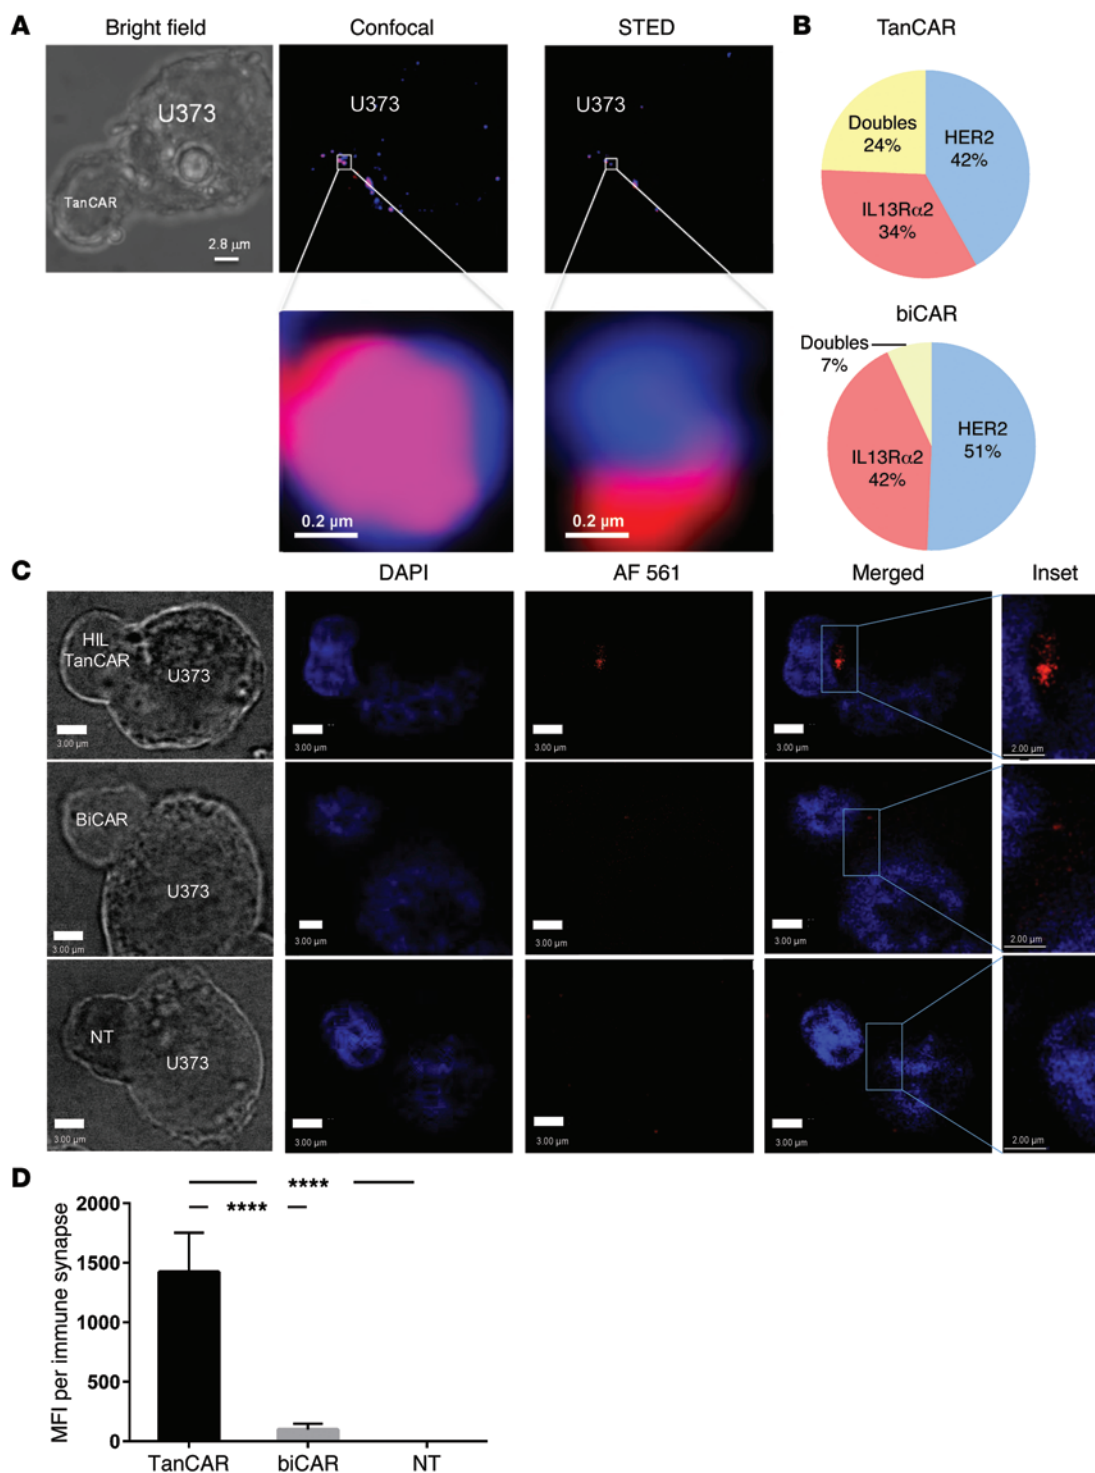 A
Bright field
Confocal
STED
B
TanCAR
U373
TanCAR
2.8 µm
U373
U373
0.2 µm
0.2 µm
Doubles
24%
HER2
42%
IL13Rα2
34%
biCAR
Doubles
7%
HER2
51%
IL13Rα2
42%
C
DAPI
AF 561
Merged
Inset
HIL
TanCAR
U373
3.00 µm
3.00 µm
3.00 µm
3.00 µm
2.00 µm
BiCAR
U373
3.00 µm
3.00 µm
3.00 µm
3.00 µm
2.00 µm
NT
U373
3.00 µm
3.00 µm
3.00 µm
3.00 µm
2.00 µm
D
****
****
MFI per immune synapse
2000
1500
1000
500
0
TanCAR
biCAR
NT